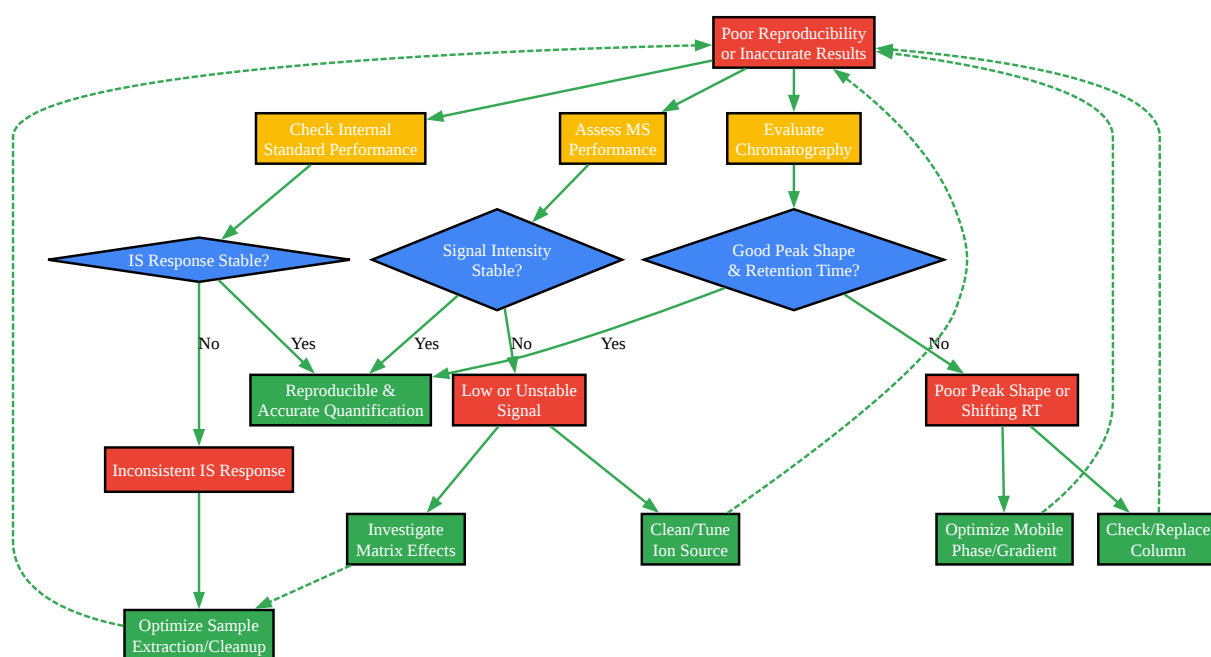 Poor Reproducibility
or Inaccurate Results
Check Internal
Standard Performance
Assess MS
Performance
Evaluate
Chromatography
IS Response Stable?
Signal Intensity
Stable?
Good Peak Shape
& Retention Time?
No
Yes
Yes
No
Yes
No
Reproducible &
Accurate Quantification
Low or Unstable
Signal
Poor Peak Shape or
Shifting RT
Inconsistent IS Response
Investigate
Matrix Effects
Clean/Tune
Ion Source
Optimize Mobile
Phase/Gradient
Check/Replace
Column
Optimize Sample
Extraction/Cleanup